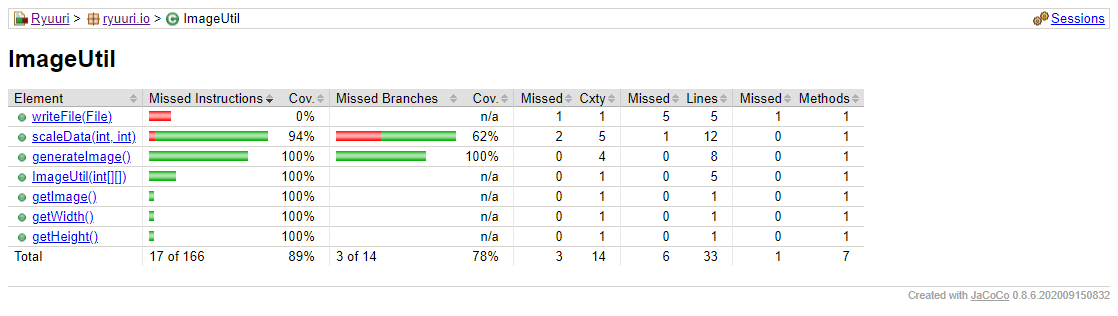 Ryuuri > ryuuri.io > ImageUtil Sessions
ImageUtil
Element Missed Instructions Cov. Missed Branches Cov. Missed Cxty Missed Lines Missed Methods
writeFile(File) 0% n/a 1 1 5 5 1 1
scaleData(int, int) 94% 62% 2 5 1 12 0 1
generateImage() 100% 100% 0 4 0 8 0 1
ImageUtil(int[][]) 100% n/a 0 1 0 5 0 1
getImage() 100% n/a 0 1 0 1 0 1
getWidth() 100% n/a 0 1 0 1 0 1
getHeight() 100% n/a 0 1 0 1 0 1
Total 17 of 166 89% 3 of 14 78% 3 14 6 33 1 7
Created with JaCoCo 0.8.6.202009150832